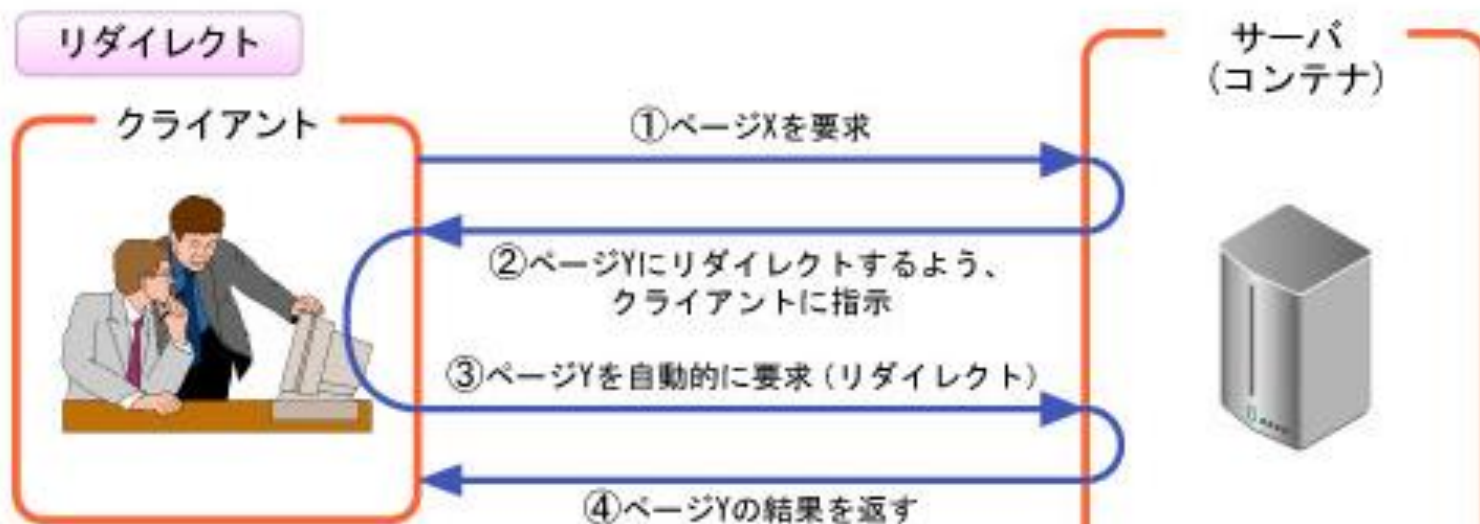 リダイレクト
サーバ
(コンテナ)
クライアント
①ページXを要求
②ページYにリダイレクトするよう、
クライアントに指示
③ページYを自動的に要求(リダイレクト)
④ページYの結果を返す